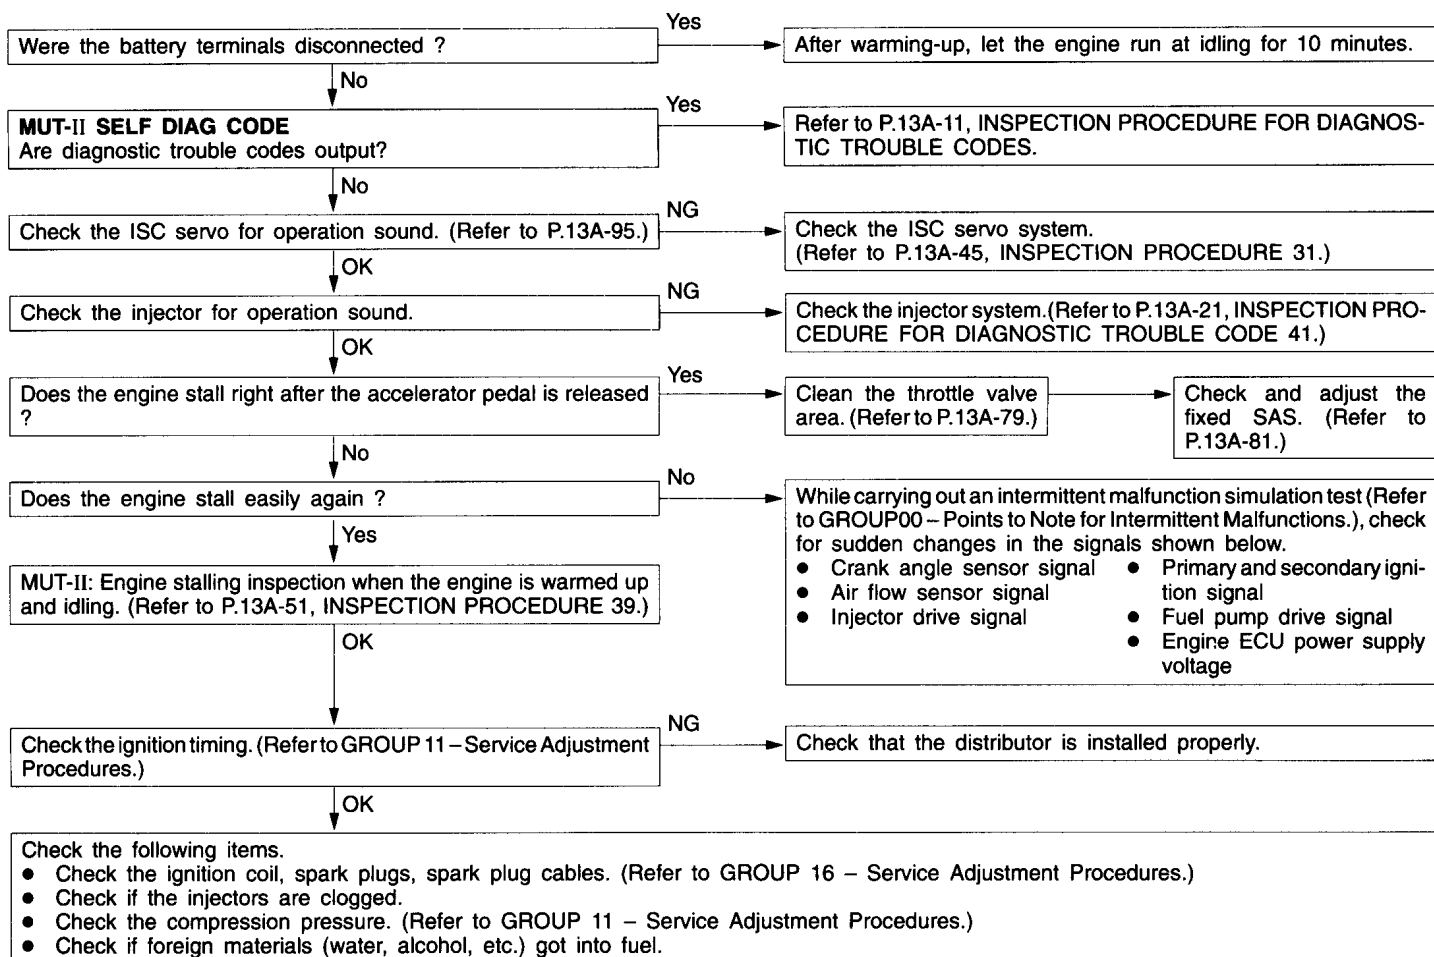 Were the battery terminals disconnected ?
Yes
After warming-up, let the engine run at idling for 10 minutes.
No
MUT-II SELF DIAG CODE
Are diagnostic trouble codes output?
Yes
Refer to P.13A-11, INSPECTION PROCEDURE FOR DIAGNOS-
TIC TROUBLE CODES.
No
Check the ISC servo for operation sound. (Refer to P.13A-95.)
NG
Check the ISC servo system.
(Refer to P.13A-45, INSPECTION PROCEDURE 31.)
OK
Check the injector for operation sound.
NG
Check the injector system.(Refer to P.13A-21, INSPECTION PRO-
CEDURE FOR DIAGNOSTIC TROUBLE CODE 41.)
OK
Does the engine stall right after the accelerator pedal is released
?
Yes
Clean the throttle valve
area. (Refer to P.13A-79.)
Check and adjust the
fixed SAS. (Refer to
P.13A-81.)
No
Does the engine stall easily again ?
No
While carrying out an intermittent malfunction simulation test (Refer
to GROUP00 – Points to Note for Intermittent Malfunctions.), check
for sudden changes in the signals shown below.
● Crank angle sensor signal
● Air flow sensor signal
● Injector drive signal
● Primary and secondary igni-
tion signal
● Fuel pump drive signal
● Engine ECU power supply
voltage
Yes
MUT-II: Engine stalling inspection when the engine is warmed up
and idling. (Refer to P.13A-51, INSPECTION PROCEDURE 39.)
OK
Check the ignition timing. (Refer to GROUP 11 – Service Adjustment
Procedures.)
NG
Check that the distributor is installed properly.
OK
Check the following items.
● Check the ignition coil, spark plugs, spark plug cables. (Refer to GROUP 16 – Service Adjustment Procedures.)
● Check if the injectors are clogged.
● Check the compression pressure. (Refer to GROUP 11 – Service Adjustment Procedures.)
● Check if foreign materials (water, alcohol, etc.) got into fuel.